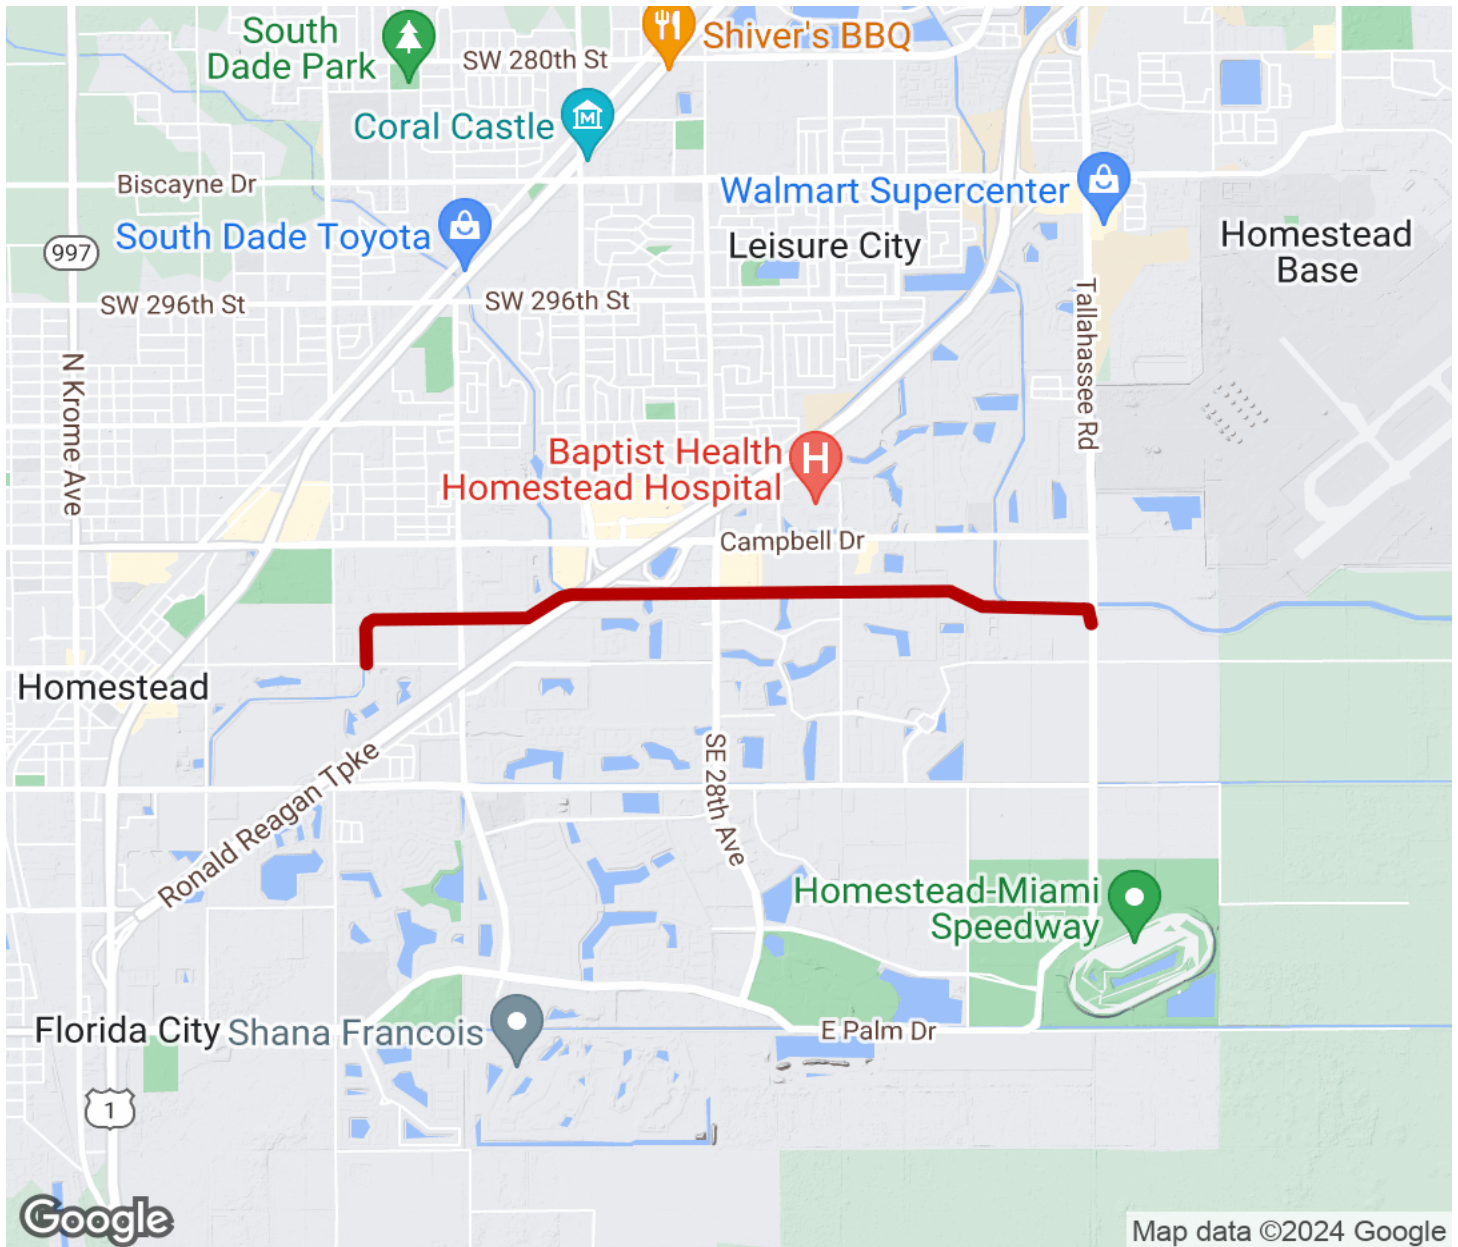 South
Dade Park
SW 280th St
Shiver's BBQ
Coral Castle
Biscayne Dr
Walmart Supercenter
997
South Dade Toyota
Leisure City
Homestead
Base
SW 296th St
SW 296th St
Tallahassee Rd
N Krome Ave
Baptist Health
Homestead Hospital
H
Campbell Dr
Homestead
Ronald Reagan Tpke
SE 28th Ave
Homestead-Miami
Speedway
Florida City
Shana Francois
E Palm Dr
1
Google
Map data ©2024 Google